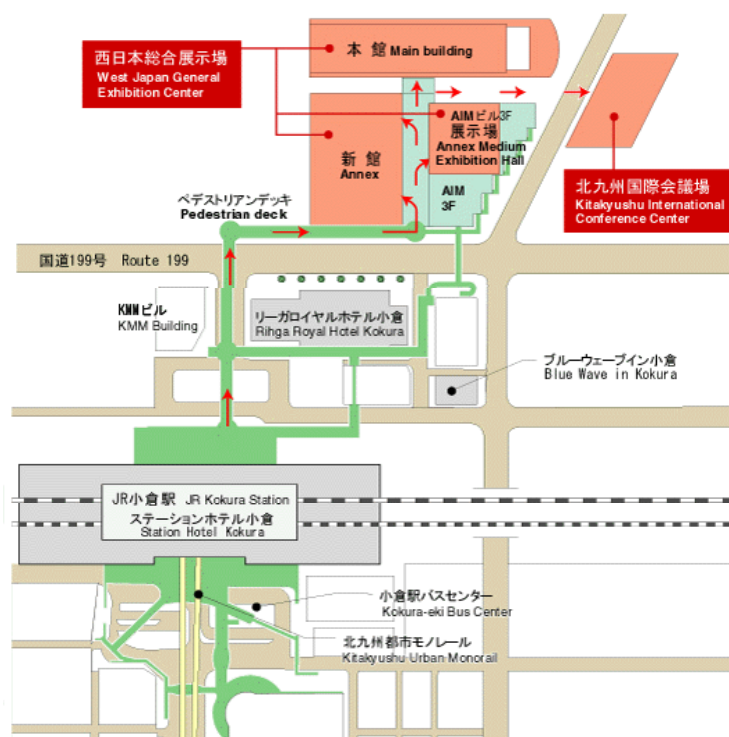 本館 Main building
西日本総合展示場
West Japan General
Exhibition Center
AIMビル3F
展示場
Annex Medium
Exhibition Hall
新館
Annex
AIM
3F
北九州国際会議場
Kitakyushu International
Conference Center
ペデストリアンデッキ
Pedestrian deck
国道199号 Route 199
KMMビル
KMM Building
リーガロイヤルホテル小倉
Rihga Royal Hotel Kokura
ブルーウェーブイン小倉
Blue Wave in Kokura
JR小倉駅 JR Kokura Station
ステーションホテル小倉
Station Hotel Kokura
小倉駅バスセンター
Kokura-eki Bus Center
北九州都市モノレール
Kitakyushu Urban Monorail